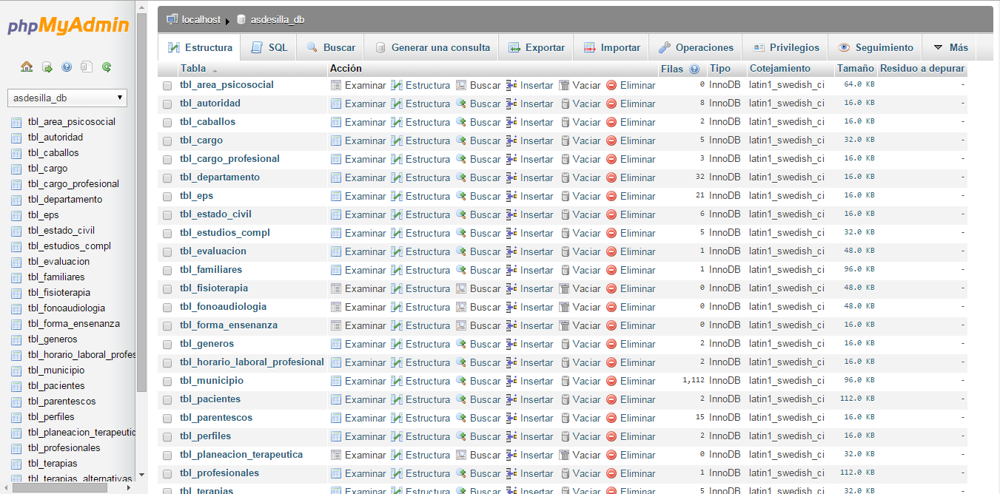 phpMyAdmin
asdesilla_db
tbl_area_psicosocial
tbl_autoridad
tbl_caballos
tbl_cargo
tbl_cargo_profesional
tbl_departamento
tbl_eps
tbl_estado_civil
tbl_estudios_compl
tbl_evaluacion
tbl_familiares
tbl_fisioterapia
tbl_fonoaudiologia
tbl_forma_ensenanza
tbl_generos
tbl_horario_laboral_profes
tbl_municipio
tbl_pacientes
tbl_parentescos
tbl_perfiles
tbl_planeacion_terapeutic
tbl_profesionales
tbl_terapias
tbl_terapias_alternativas
localhost asdesilla_db
Estructura SQL Buscar Generar una consulta Exportar Importar Operaciones Privilegios Seguimiento Más
Tabla Acción Filas Tipo Cotejamiento Tamaño Residuo a depurar
tbl_area_psicosocial Examinar Estructura Buscar Insertar Vaciar Eliminar 0 InnoDB latin1_swedish_ci 64.0 KB -
tbl_autoridad Examinar Estructura Buscar Insertar Vaciar Eliminar 8 InnoDB latin1_swedish_ci 16.0 KB -
tbl_caballos Examinar Estructura Buscar Insertar Vaciar Eliminar 2 InnoDB latin1_swedish_ci 16.0 KB -
tbl_cargo Examinar Estructura Buscar Insertar Vaciar Eliminar 5 InnoDB latin1_swedish_ci 32.0 KB -
tbl_cargo_profesional Examinar Estructura Buscar Insertar Vaciar Eliminar 3 InnoDB latin1_swedish_ci 16.0 KB -
tbl_departamento Examinar Estructura Buscar Insertar Vaciar Eliminar 32 InnoDB latin1_swedish_ci 16.0 KB -
tbl_eps Examinar Estructura Buscar Insertar Vaciar Eliminar 21 InnoDB latin1_swedish_ci 16.0 KB -
tbl_estado_civil Examinar Estructura Buscar Insertar Vaciar Eliminar 6 InnoDB latin1_swedish_ci 16.0 KB -
tbl_estudios_compl Examinar Estructura Buscar Insertar Vaciar Eliminar 5 InnoDB latin1_swedish_ci 32.0 KB -
tbl_evaluacion Examinar Estructura Buscar Insertar Vaciar Eliminar 1 InnoDB latin1_swedish_ci 48.0 KB -
tbl_familiares Examinar Estructura Buscar Insertar Vaciar Eliminar 1 InnoDB latin1_swedish_ci 96.0 KB -
tbl_fisioterapia Examinar Estructura Buscar Insertar Vaciar Eliminar 0 InnoDB latin1_swedish_ci 48.0 KB -
tbl_fonoaudiologia Examinar Estructura Buscar Insertar Vaciar Eliminar 0 InnoDB latin1_swedish_ci 48.0 KB -
tbl_forma_ensenanza Examinar Estructura Buscar Insertar Vaciar Eliminar 0 InnoDB latin1_swedish_ci 16.0 KB -
tbl_generos Examinar Estructura Buscar Insertar Vaciar Eliminar 2 InnoDB latin1_swedish_ci 16.0 KB -
tbl_horario_laboral_profesional Examinar Estructura Buscar Insertar Vaciar Eliminar 2 InnoDB latin1_swedish_ci 16.0 KB -
tbl_municipio Examinar Estructura Buscar Insertar Vaciar Eliminar 1,112 InnoDB latin1_swedish_ci 96.0 KB -
tbl_pacientes Examinar Estructura Buscar Insertar Vaciar Eliminar 2 InnoDB latin1_swedish_ci 112.0 KB -
tbl_parentescos Examinar Estructura Buscar Insertar Vaciar Eliminar 15 InnoDB latin1_swedish_ci 16.0 KB -
tbl_perfiles Examinar Estructura Buscar Insertar Vaciar Eliminar 2 InnoDB latin1_swedish_ci 16.0 KB -
tbl_planeacion_terapeutica Examinar Estructura Buscar Insertar Vaciar Eliminar 0 InnoDB latin1_swedish_ci 32.0 KB -
tbl_profesionales Examinar Estructura Buscar Insertar Vaciar Eliminar 1 InnoDB latin1_swedish_ci 112.0 KB -
tbl_terapias Examinar Estructura Buscar Insertar Vaciar Eliminar 5 InnoDB latin1_swedish_ci 32.0 KB -